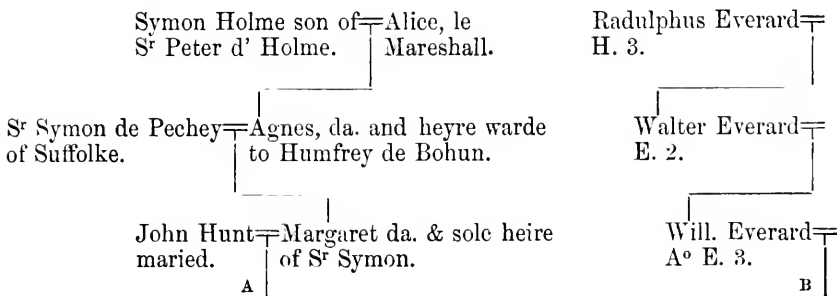 Symon Holme son of Alice, le
Sr Peter d' Holme. Mareshall.
Radulphus Everard
H. 3.
Sr Symon de Pechey Agnes, da. and heyre warde
of Suffolke. to Humfrey de Bohun.
Walter Everard
E. 2.
John Hunt Margaret da. & sole heire
maried. of Sr Symon.
A
Will. Everard
Ao E. 3.
B